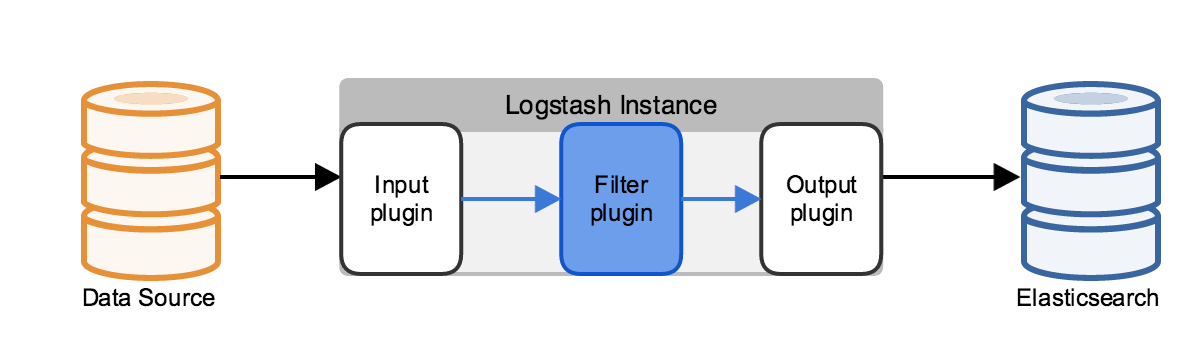 Logstash Instance
Input
plugin
Filter
plugin
Output
plugin
Data Source
Elasticsearch